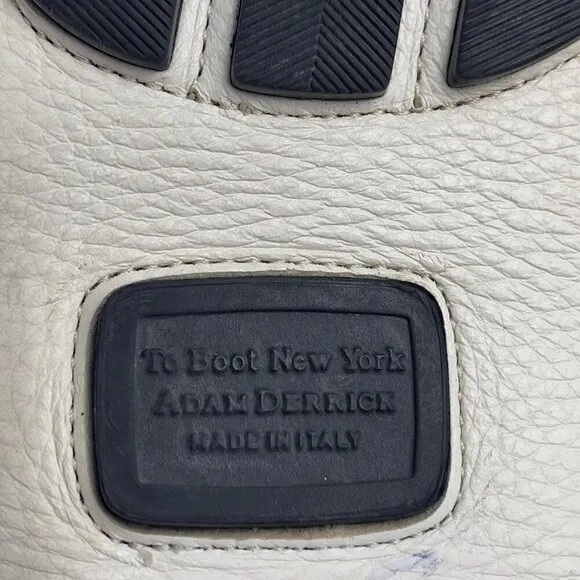 To Boot New York
ADAM DERRICK
MADE IN ITALY